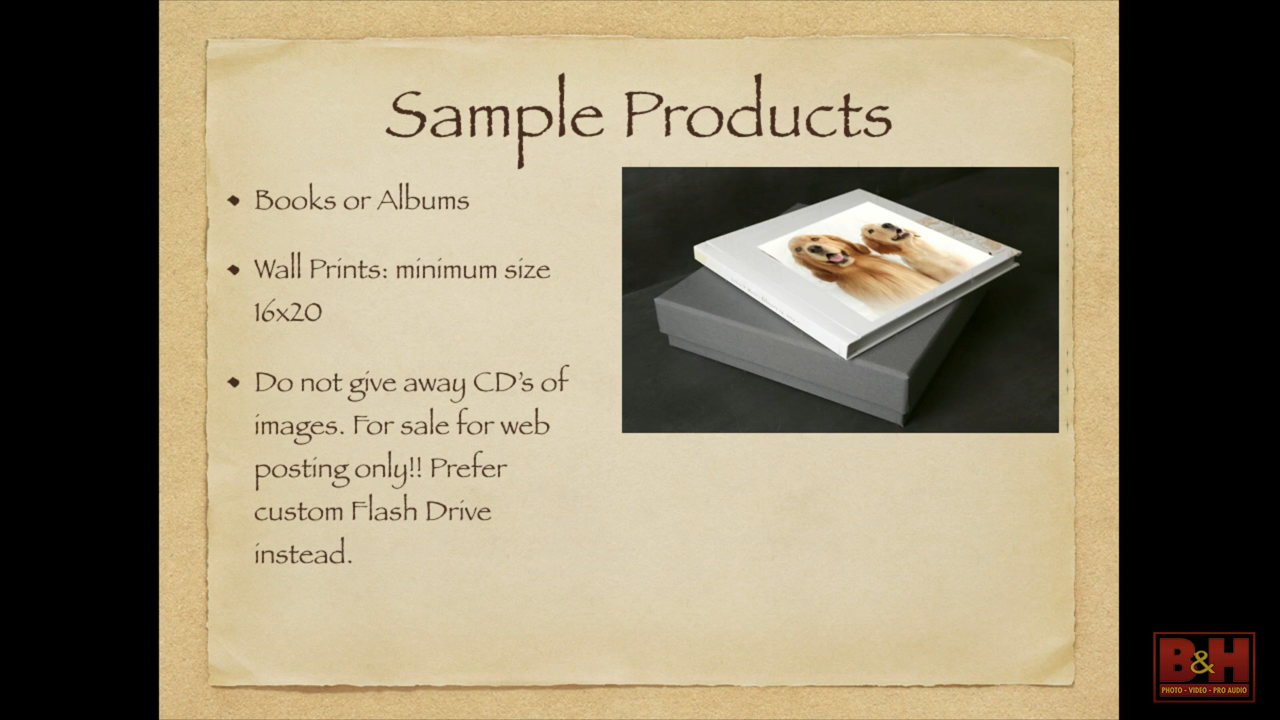 Sample Products
• Books or Albums
• Wall Prints: minimum size
16x20
• Do not give away CD's of
images. For sale for web
posting only!! Prefer
custom Flash Drive
instead.
B&H
PHOTO • VIDEO • PRO AUDIO